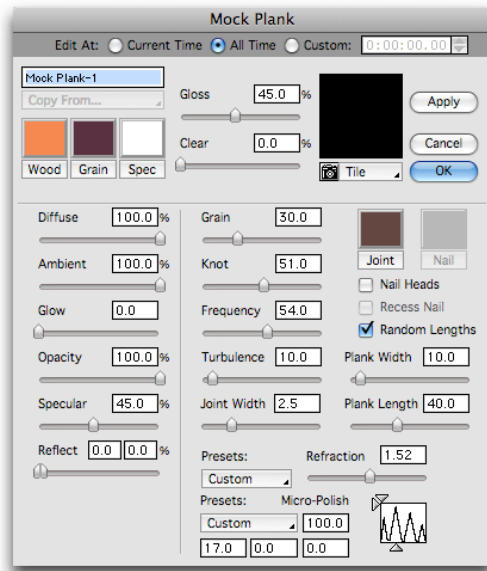 Mock Plank
Edit At: Current Time All Time Custom: 0:00:00.00
Mock Plank-1
Copy From...
Gloss 45.0 %
Clear 0.0 %
Wood Grain Spec
Tile
Apply
Cancel
OK
Diffuse 100.0 %
Ambient 100.0 %
Glow 0.0
Opacity 100.0 %
Specular 45.0 %
Reflect 0.0 0.0 %
Grain 30.0
Knot 51.0
Frequency 54.0
Turbulence 10.0
Joint Width 2.5
Joint Nail
Nail Heads
Recess Nail
Random Lengths
Plank Width 10.0
Plank Length 40.0
Presets: Refraction 1.52
Custom
Presets: Micro-Polish
Custom 100.0
17.0 0.0 0.0